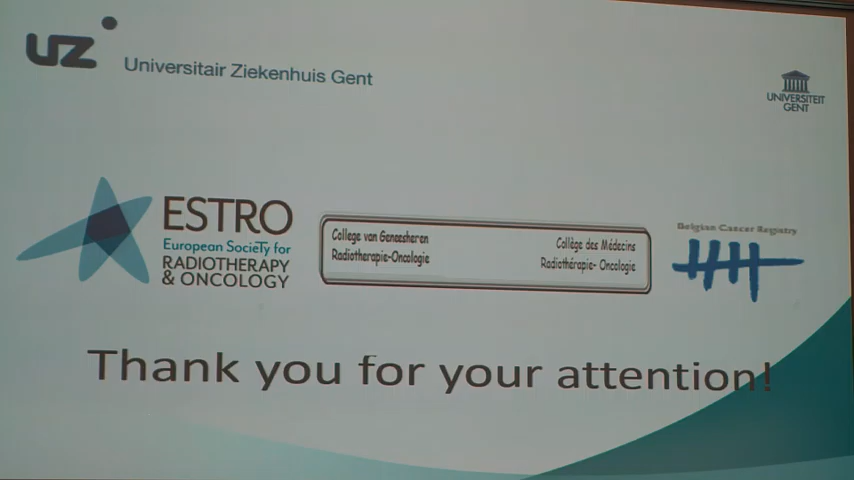 uz
Universitair Ziekenhuis Gent
UNIVERSITEIT
GENT
ESTRO
European SocieTy for
RADIOTHERAPY
& ONCOLOGY
College van Geneesheren
Radiotherapie-Oncologie
Collège des Médecins
Radiothérapie- Oncologie
Belgian Cancer Registry
Thank you for your attention!